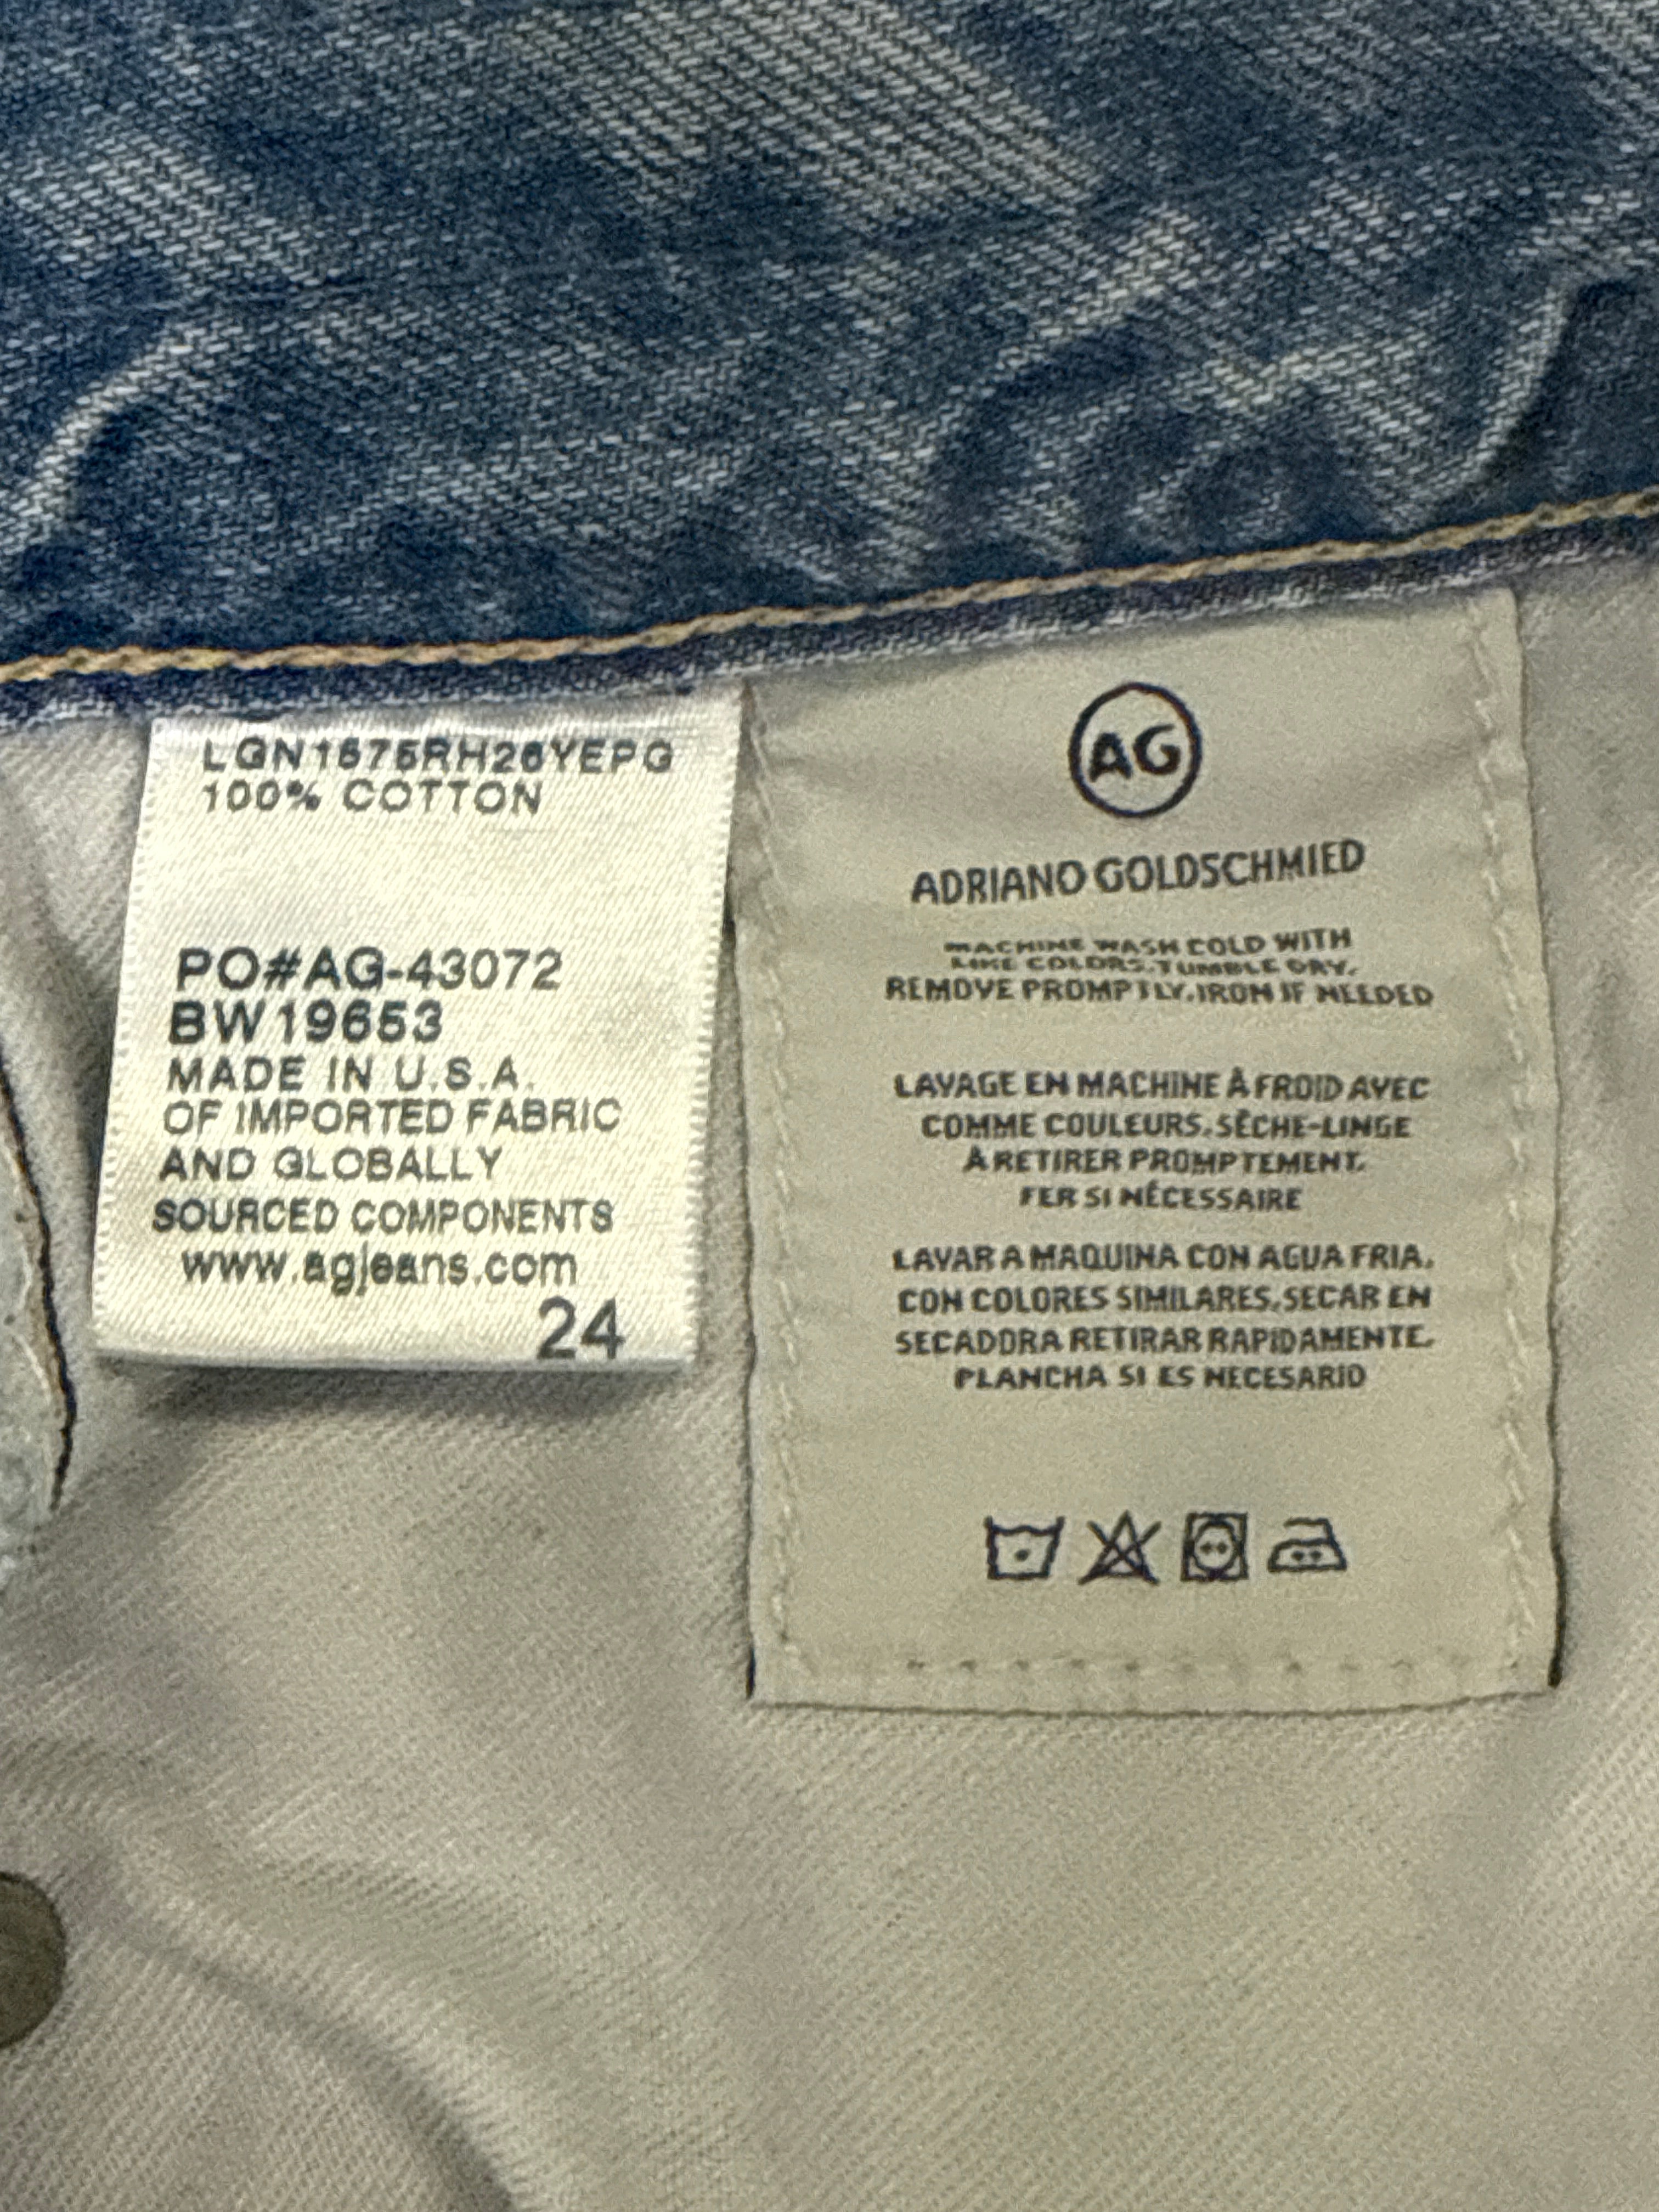 LGN1675RH26YEPG
100% COTTON
PO#AG-43072
BW19653
MADE IN U.S.A.
OF IMPORTED FABRIC
AND GLOBALLY
SOURCED COMPONENTS
www.agjeans.com
24
AG
ADRIANO GOLDSCHMIED
MACHINE WASH COLD WITH
LIKE COLORS. TUMBLE DRY.
REMOVE PROMPTLY. IRON IF NEEDED
LAVAGE EN MACHINE À FROID AVEC
COMME COULEURS. SÈCHE-LINGE
À RETIRER PROMPTEMENT.
FER SI NÉCESSAIRE
LAVAR A MAQUINA CON AGUA FRIA.
CON COLORES SIMILARES. SECAR EN
SECADORA RETIRAR RAPIDAMENTE.
PLANCHA SI ES NECESARIO